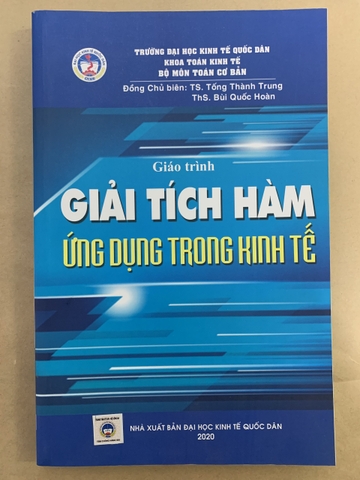 TRƯỜNG ĐẠI HỌC KINH TẾ QUỐC DÂN
KHOA TOÁN KINH TẾ
BỘ MÔN TOÁN CƠ BẢN
Đồng Chủ biên: TS. Tống Thành Trung
ThS. Bùi Quốc Hoàn
Giáo trình
GIẢI TÍCH HÀM
ỨNG DỤNG TRONG KINH TẾ
NHÀ XUẤT BẢN ĐẠI HỌC KINH TẾ QUỐC DÂN
2020